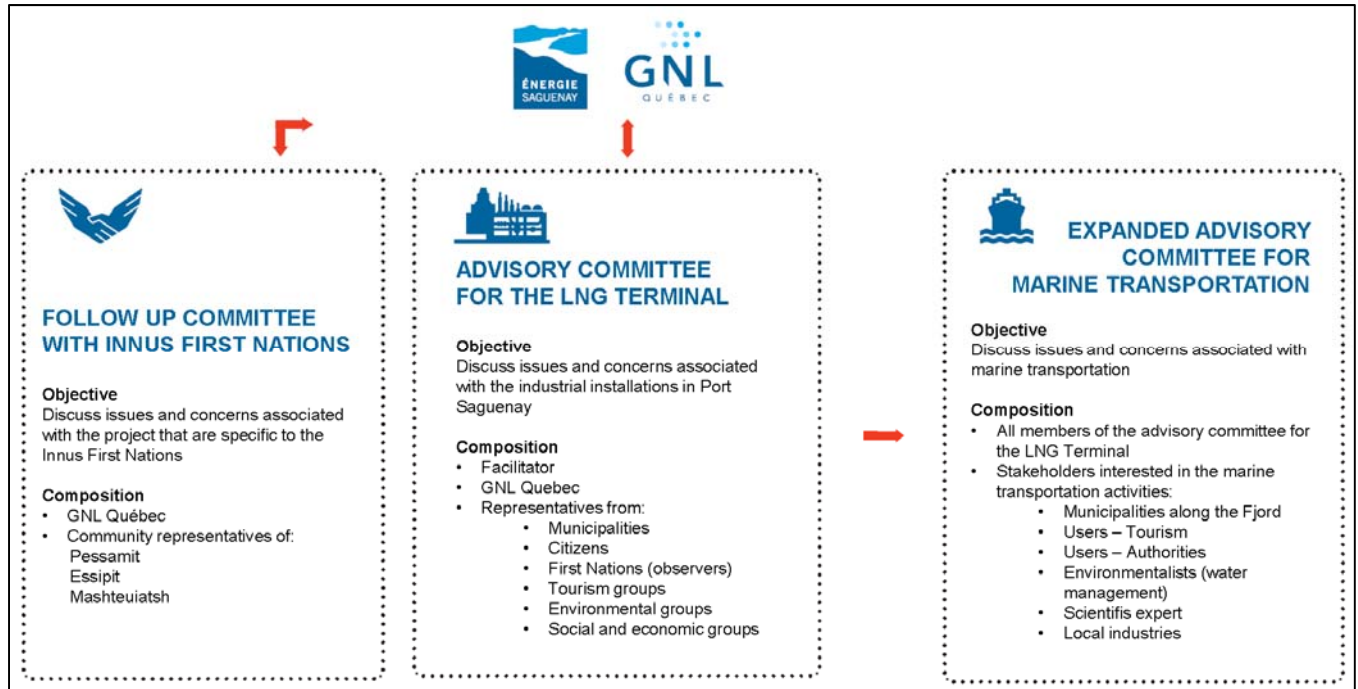 ÉNERGIE
SAGUENAY
GNL
QUÉBEC
FOLLOW UP COMMITTEE
WITH INNUS FIRST NATIONS
Objective
Discuss issues and concerns associated
with the project that are specific to the
Innus First Nations
Composition
• GNL Québec
• Community representatives of:
Pessamit
Essipit
Mashteuiatsh
ADVISORY COMMITTEE
FOR THE LNG TERMINAL
Objective
Discuss issues and concerns associated
with the industrial installations in Port
Saguenay
Composition
• Facilitator
• GNL Quebec
• Representatives from:
• Municipalities
• Citizens
• First Nations (observers)
• Tourism groups
• Environmental groups
• Social and economic groups
EXPANDED ADVISORY
COMMITTEE FOR
MARINE TRANSPORTATION
Objective
Discuss issues and concerns associated with
marine transportation
Composition
• All members of the advisory committee for
the LNG Terminal
• Stakeholders interested in the marine
transportation activities:
• Municipalities along the Fjord
• Users – Tourism
• Users – Authorities
• Environmentalists (water
management)
• Scientifis expert
• Local industries